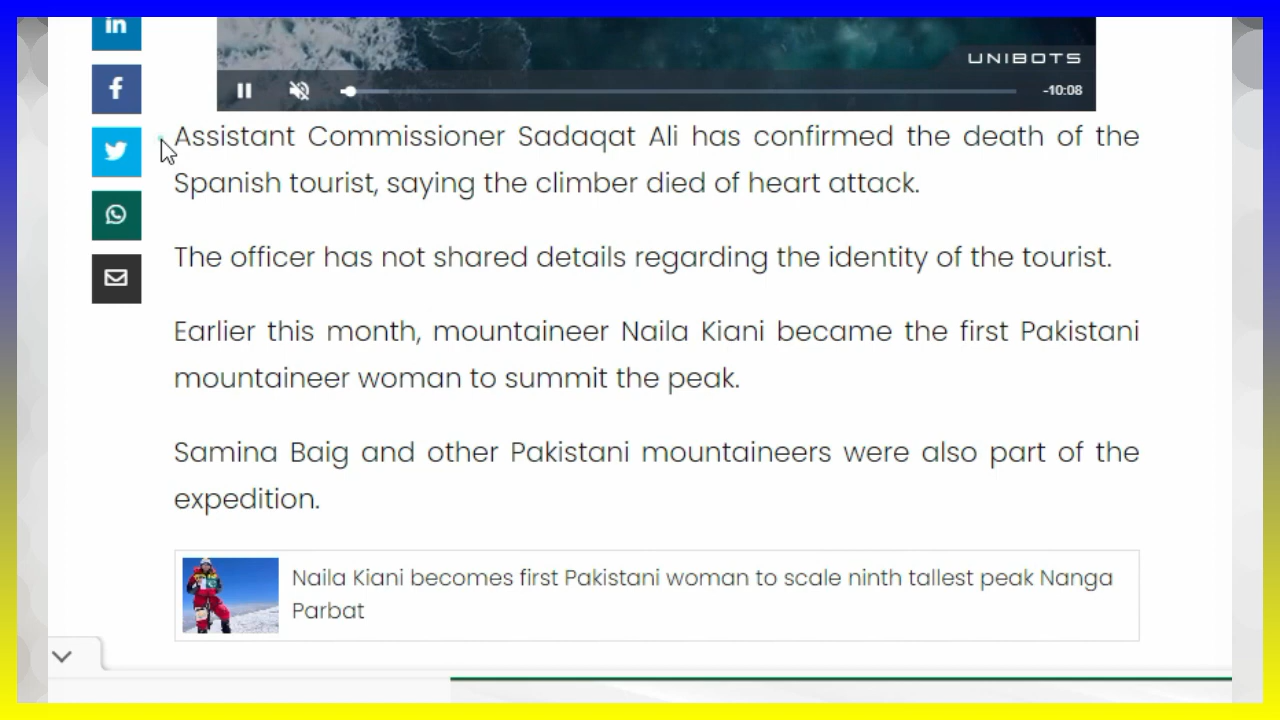 in
UNIBOTS
-10:08
Assistant Commissioner Sadaqat Ali has confirmed the death of the
Spanish tourist, saying the climber died of heart attack.
The officer has not shared details regarding the identity of the tourist.
Earlier this month, mountaineer Naila Kiani became the first Pakistani
mountaineer woman to summit the peak.
Samina Baig and other Pakistani mountaineers were also part of the
expedition.
Naila Kiani becomes first Pakistani woman to scale ninth tallest peak Nanga
Parbat